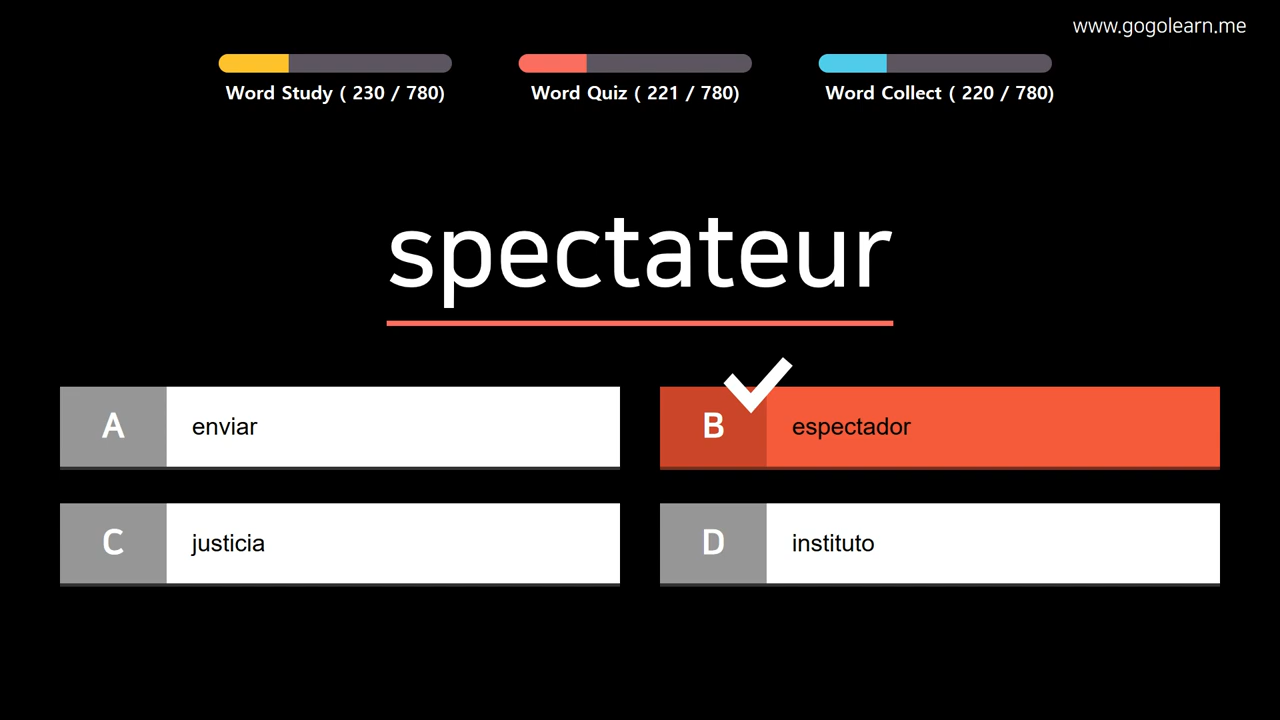 www.gogolearn.me
Word Study ( 230 / 780)
Word Quiz ( 221 / 780)
Word Collect ( 220 / 780)
spectateur
A enviar
B espectador
C justicia
D instituto